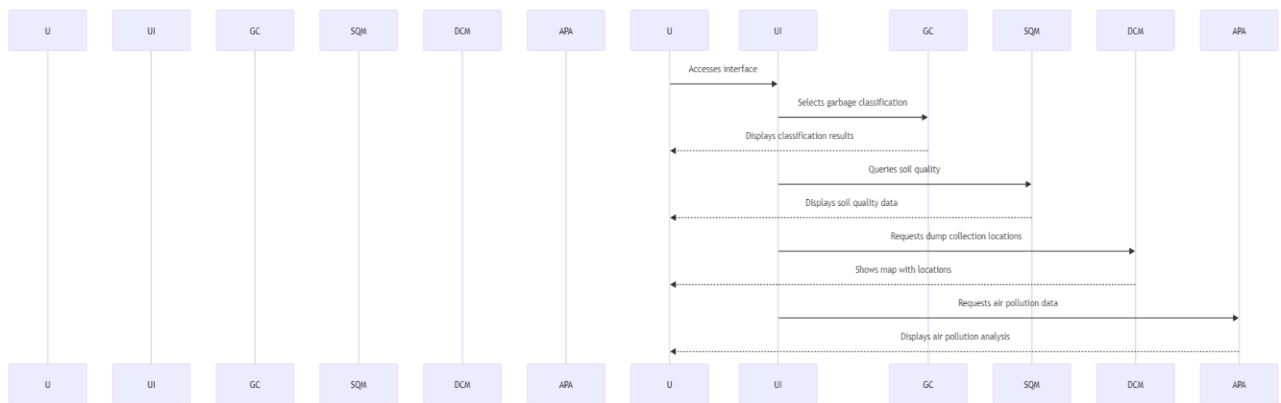 U UI GC SQM DCM APA U UI GC SQM DCM APA
Accesses interface
Selects garbage classification
Displays classification results
Queries soil quality
Displays soil quality data
Requests dump collection locations
Shows map with locations
Requests air pollution data
Displays air pollution analysis
U UI GC SQM DCM APA U UI GC SQM DCM APA